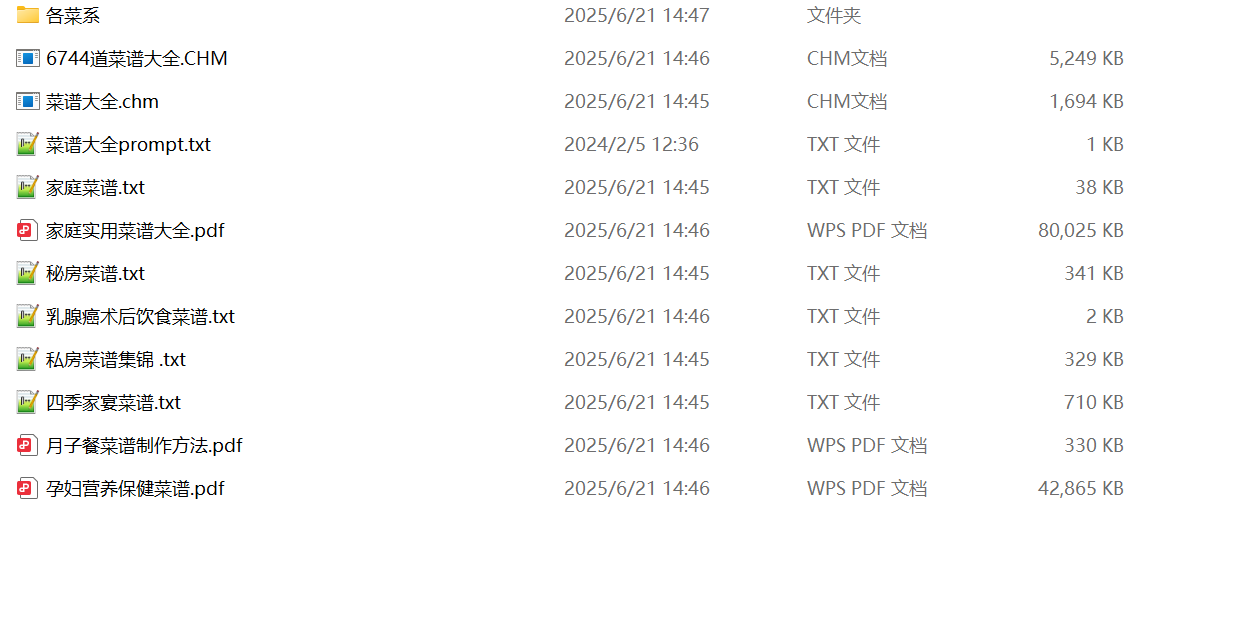 各菜系 2025/6/21 14:47 文件夹
6744道菜谱大全.CHM 2025/6/21 14:46 CHM文档 5,249 KB
菜谱大全.chm 2025/6/21 14:45 CHM文档 1,694 KB
菜谱大全prompt.txt 2024/2/5 12:36 TXT 文件 1 KB
家庭菜谱.txt 2025/6/21 14:45 TXT 文件 38 KB
家庭实用菜谱大全.pdf 2025/6/21 14:46 WPS PDF 文档 80,025 KB
秘房菜谱.txt 2025/6/21 14:45 TXT 文件 341 KB
乳腺癌术后饮食菜谱.txt 2025/6/21 14:46 TXT 文件 2 KB
私房菜谱集锦 .txt 2025/6/21 14:45 TXT 文件 329 KB
四季家宴菜谱.txt 2025/6/21 14:45 TXT 文件 710 KB
月子餐菜谱制作方法.pdf 2025/6/21 14:46 WPS PDF 文档 330 KB
孕妇营养保健菜谱.pdf 2025/6/21 14:46 WPS PDF 文档 42,865 KB